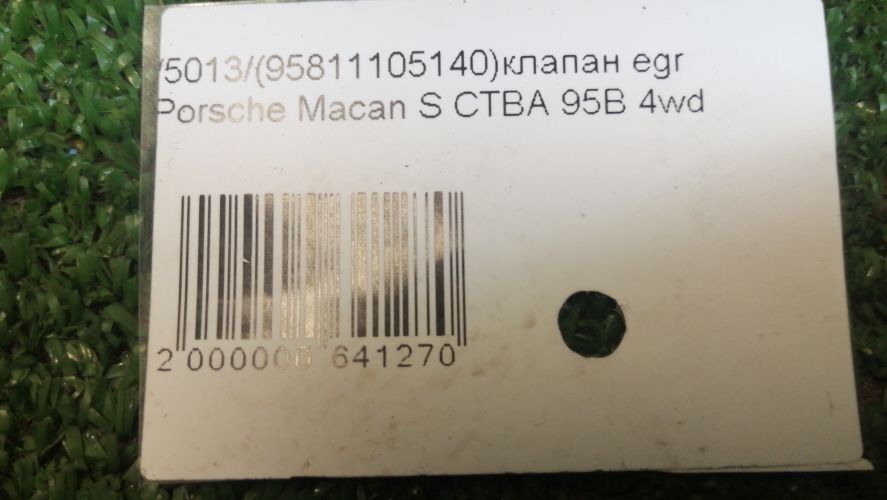 /5013/(95811105140)клапан egr
Porsche Macan S CTBA 95B 4wd
2 000000 641270